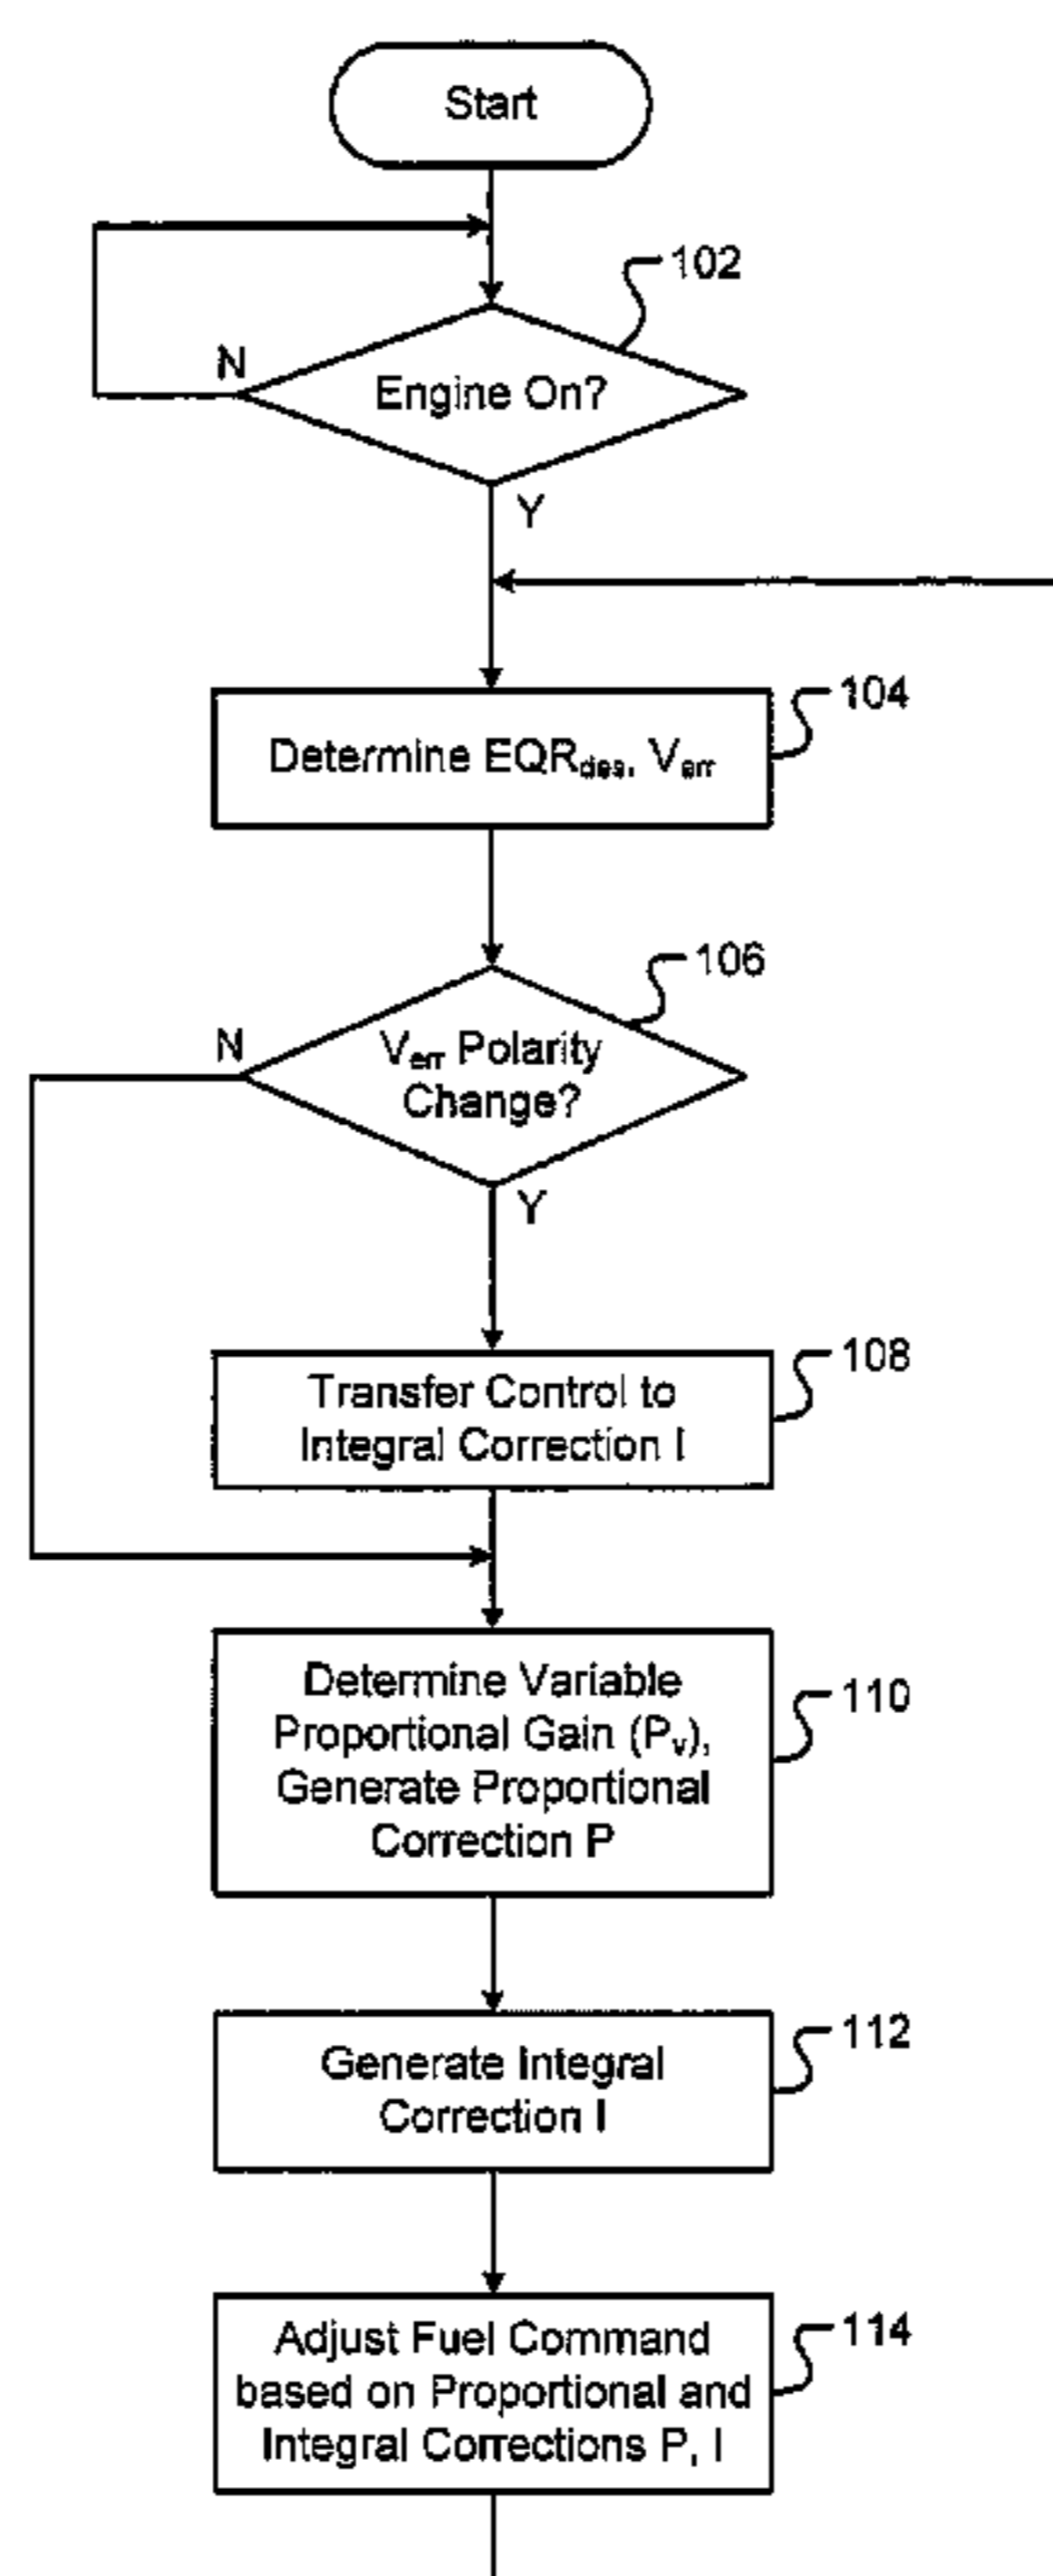 Start
102
N
Engine On?
Y
104
Determine EQRdes, Verr
106
N
Verr Polarity
Change?
Y
108
Transfer Control to
Integral Correction I
110
Determine Variable
Proportional Gain (Pv),
Generate Proportional
Correction P
112
Generate Integral
Correction I
114
Adjust Fuel Command
based on Proportional and
Integral Corrections P, I